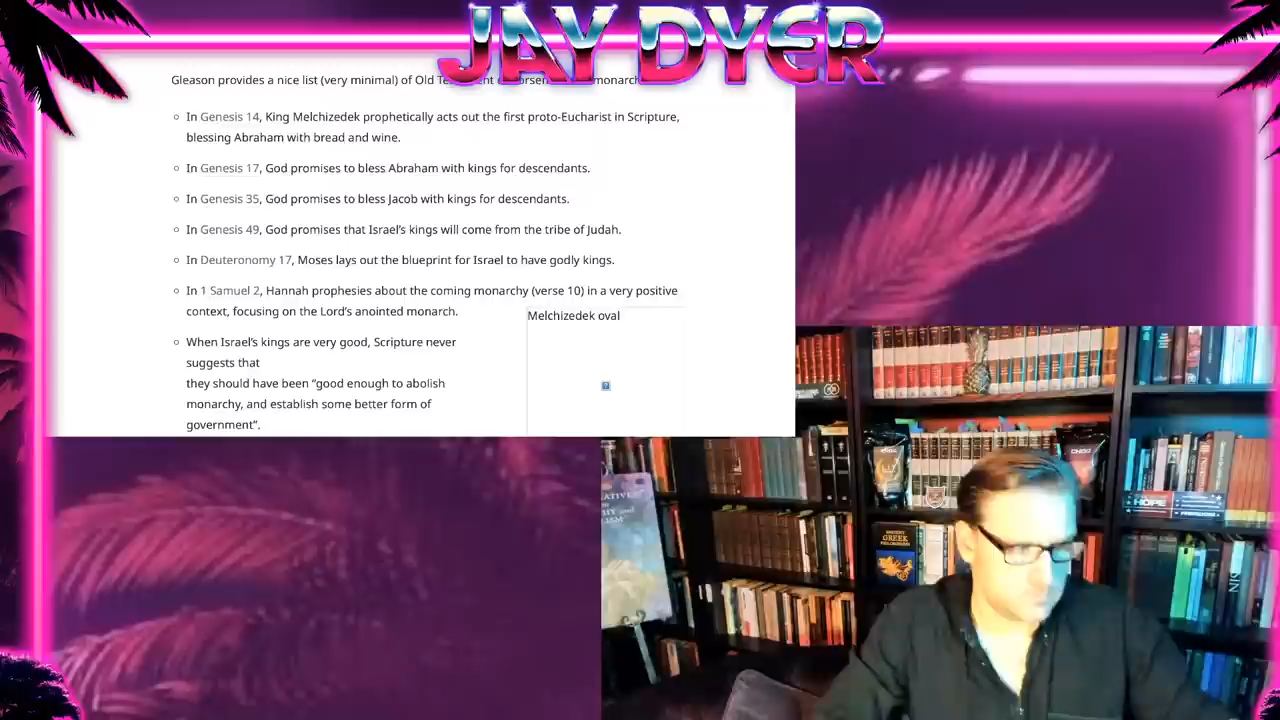 JAY DYER
Gleason provides a nice list (very minimal) of Old
In Genesis 14, King Melchizedek prophetically acts out the first proto-Eucharist in Scripture,
blessing Abraham with bread and wine.
In Genesis 17, God promises to bless Abraham with kings for descendants.
In Genesis 35, God promises to bless Jacob with kings for descendants.
In Genesis 49, God promises that Israel’s kings will come from the tribe of Judah.
In Deuteronomy 17, Moses lays out the blueprint for Israel to have godly kings.
In 1 Samuel 2, Hannah prophesies about the coming monarchy (verse 10) in a very positive
context, focusing on the Lord’s anointed monarch.
Melchizedek oval
When Israel’s kings are very good, Scripture never
suggests that
they should have been “good enough to abolish
monarchy, and establish some better form of
government”.
ANCIENT
GREEK
HOPE